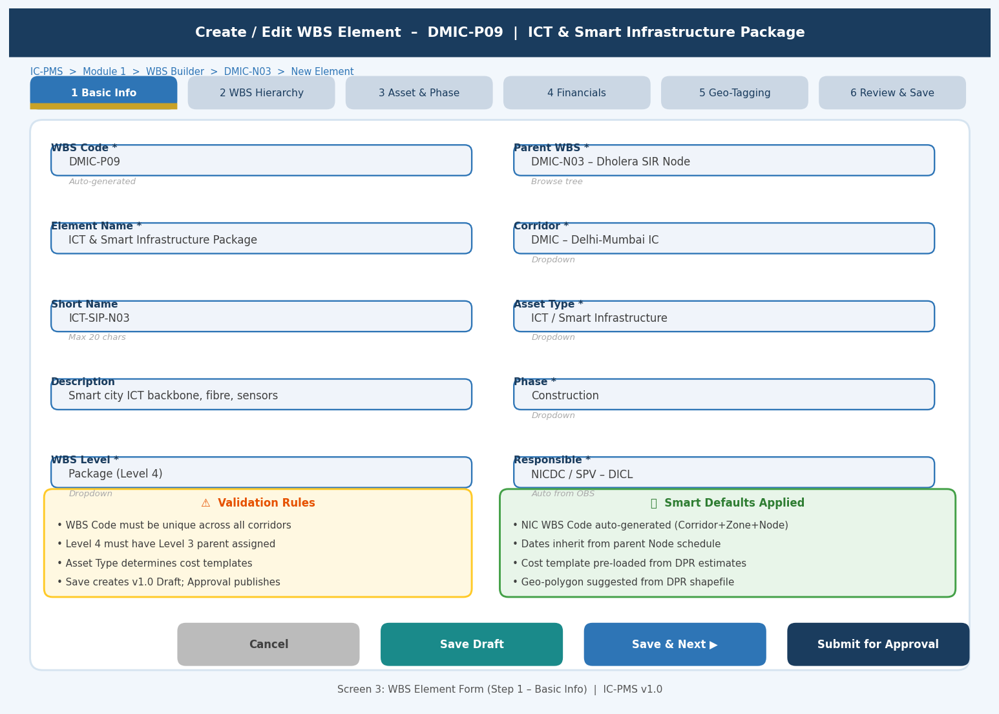 Create / Edit WBS Element – DMIC-P09 | ICT & Smart Infrastructure Package
IC-PMS > Module 1 > WBS Builder > DMIC-N03 > New Element
1 Basic Info
2 WBS Hierarchy
3 Asset & Phase
4 Financials
5 Geo-Tagging
6 Review & Save
WBS Code *
DMIC-P09
Auto-generated
Parent WBS *
DMIC-N03 – Dholera SIR Node
Browse tree
Element Name *
ICT & Smart Infrastructure Package
Corridor *
DMIC – Delhi-Mumbai IC
Dropdown
Short Name
ICT-SIP-N03
Max 20 chars
Asset Type *
ICT / Smart Infrastructure
Dropdown
Description
Smart city ICT backbone, fibre, sensors
Phase *
Construction
Dropdown
WBS Level *
Package (Level 4)
Dropdown
Responsible *
NICDC / SPV – DICL
Auto from OBS
⚠ Validation Rules
• WBS Code must be unique across all corridors
• Level 4 must have Level 3 parent assigned
• Asset Type determines cost templates
• Save creates v1.0 Draft; Approval publishes
Smart Defaults Applied
• NIC WBS Code auto-generated (Corridor+Zone+Node)
• Dates inherit from parent Node schedule
• Cost template pre-loaded from DPR estimates
• Geo-polygon suggested from DPR shapefile
Cancel
Save Draft
Save & Next ▶
Submit for Approval
Screen 3: WBS Element Form (Step 1 – Basic Info) | IC-PMS v1.0